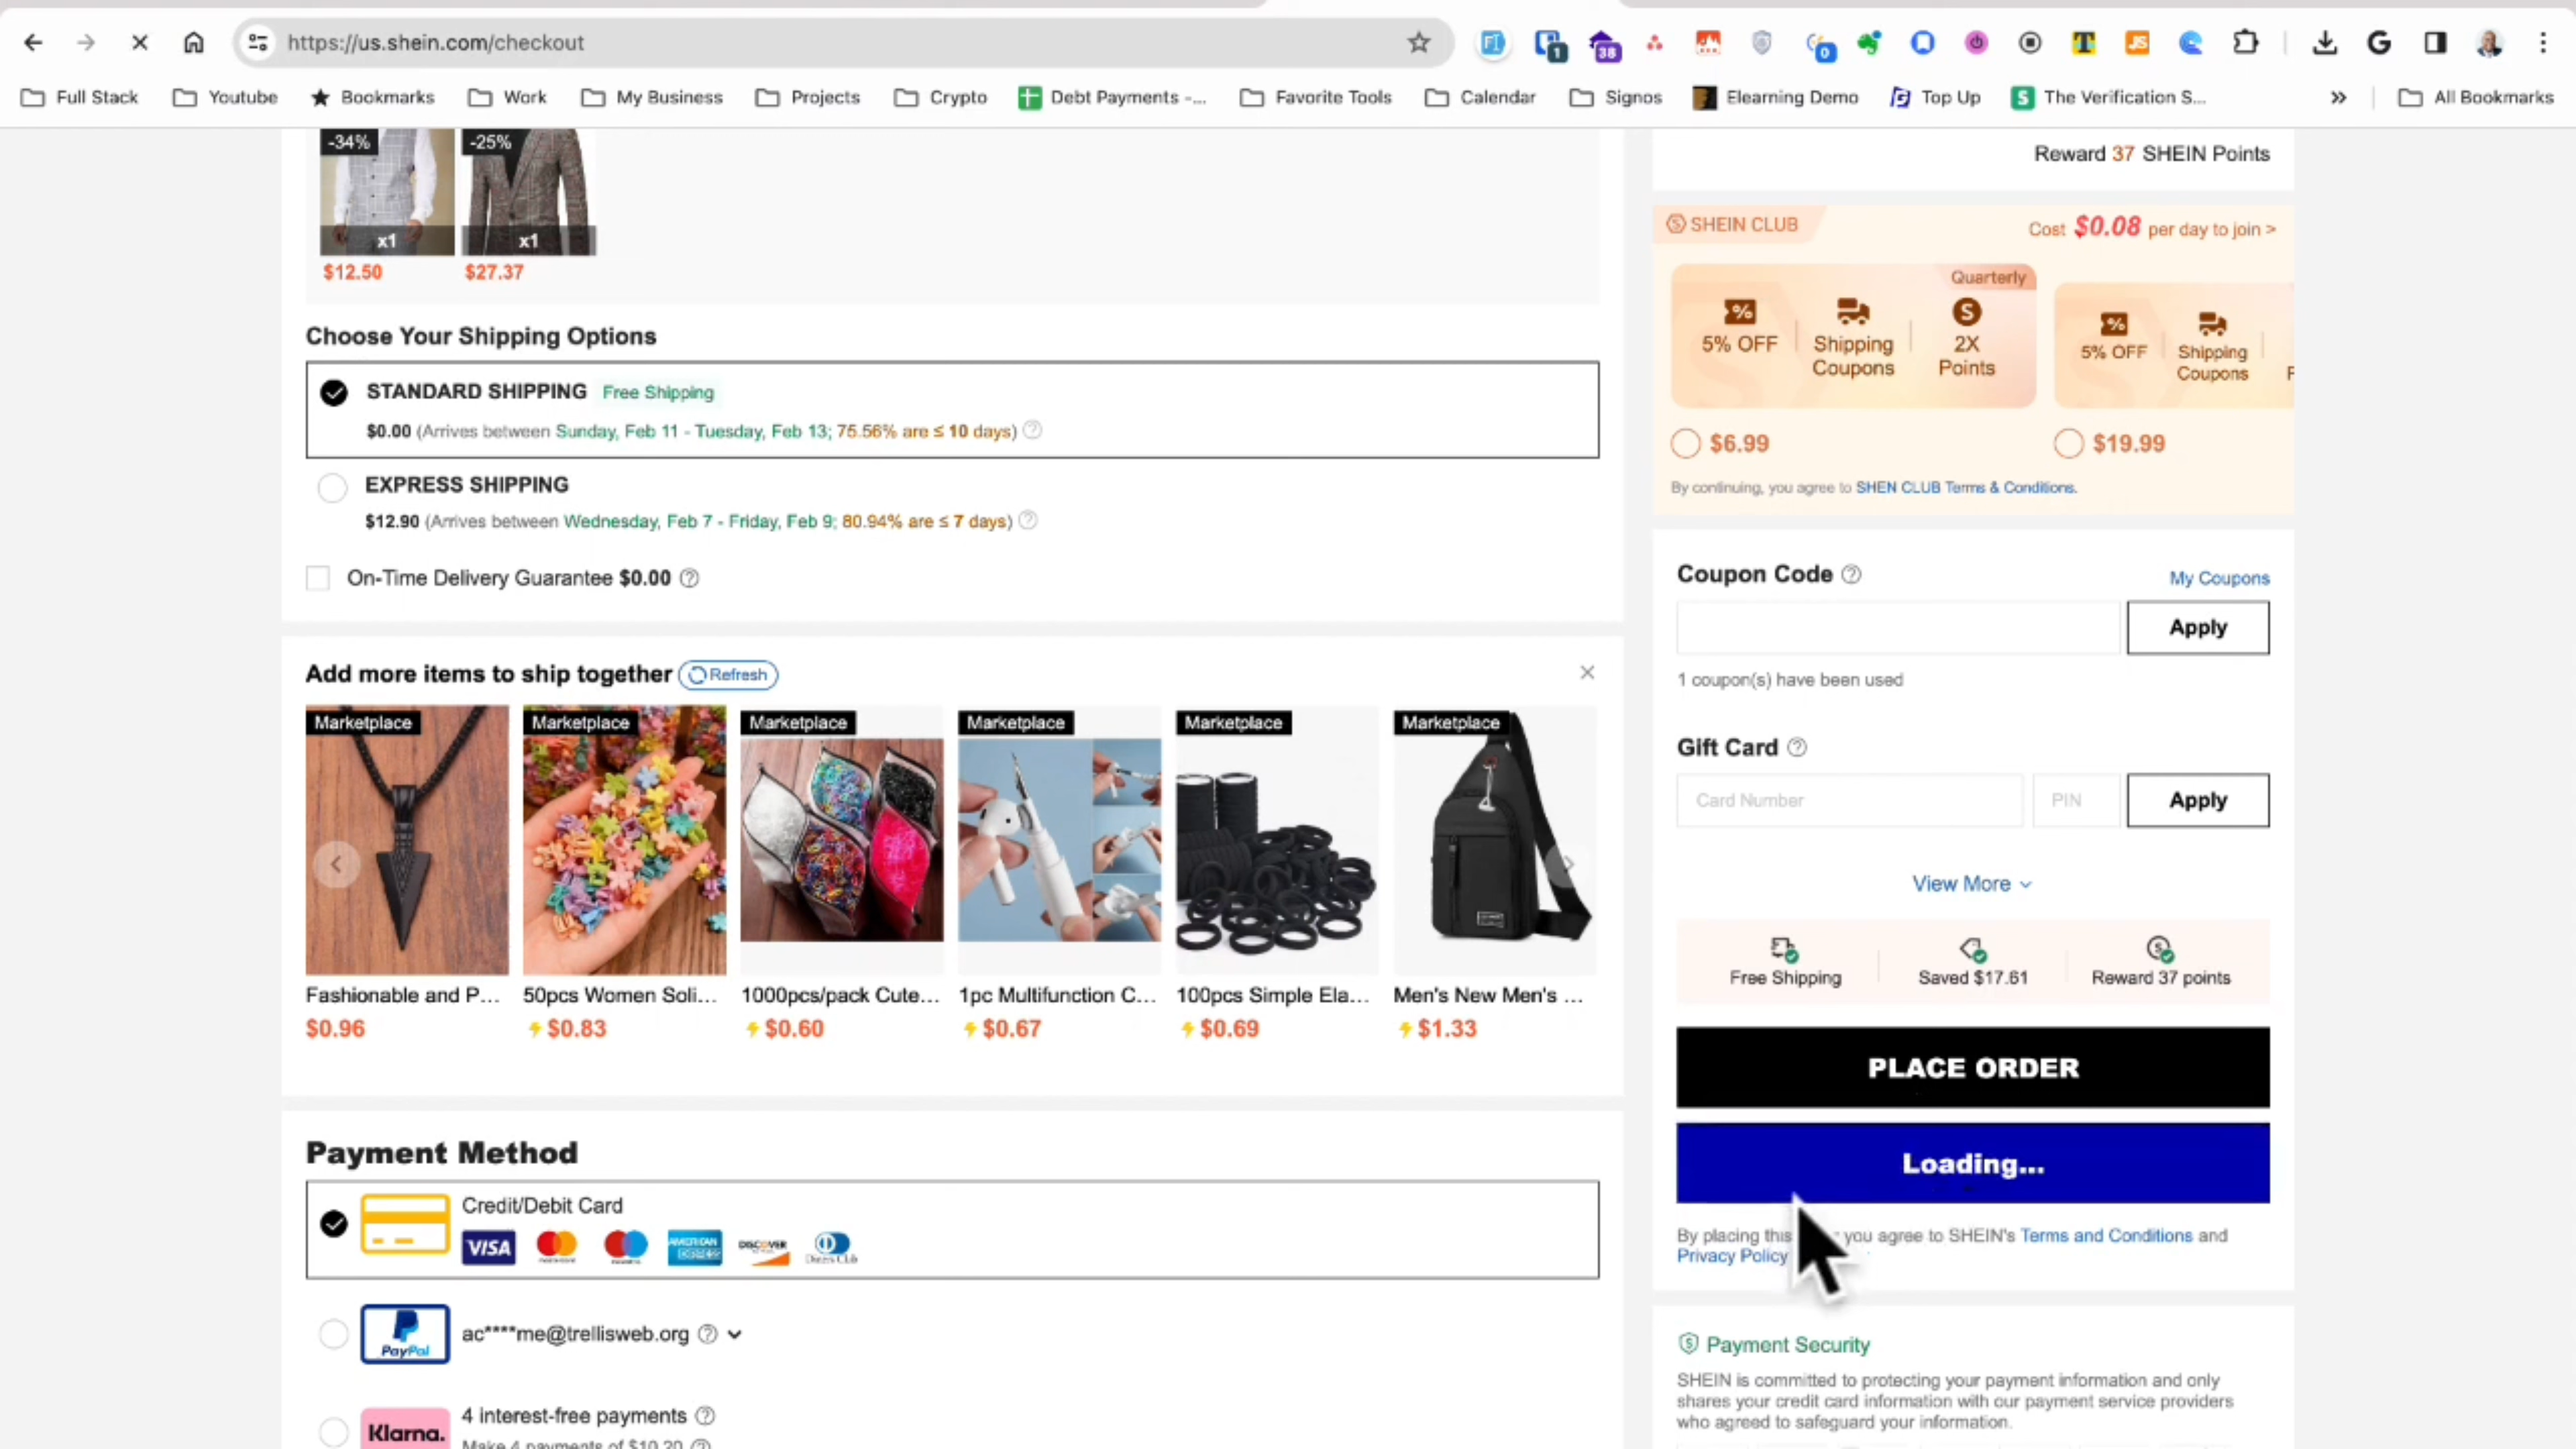 https://us.shein.com/checkout
1
38
0
Full Stack
Youtube
Bookmarks
Work
My Business
Projects
Crypto
Debt Payments -...
Favorite Tools
Calendar
Signos
Elearning Demo
Top Up
The Verification S...
»
All Bookmarks
-34%
-25%
x1
x1
$12.50
$27.37
Choose Your Shipping Options
STANDARD SHIPPING Free Shipping
$0.00 (Arrives between Sunday, Feb 11 - Tuesday, Feb 13; 75.56% are ≤ 10 days)
EXPRESS SHIPPING
$12.90 (Arrives between Wednesday, Feb 7 - Friday, Feb 9; 80.94% are ≤ 7 days)
On-Time Delivery Guarantee $0.00
Add more items to ship together Refresh
Marketplace
Marketplace
Marketplace
Marketplace
Marketplace
Marketplace
Fashionable and P...
50pcs Women Soli...
1000pcs/pack Cute...
1pc Multifunction C...
100pcs Simple Ela...
Men's New Men's ...
$0.96
$0.83
$0.60
$0.67
$0.69
$1.33
Payment Method
Credit/Debit Card
VISA
AMERICAN EXPRESS
DISCOVER
Diners Club
PayPal
ac****me@trellisweb.org
Klarna.
4 interest-free payments
Make 4 payments of $10.20
Reward 37 SHEIN Points
SHEIN CLUB
Cost $0.08 per day to join >
Quarterly
5% OFF
Shipping Coupons
2X Points
5% OFF
Shipping Coupons
$6.99
$19.99
By continuing, you agree to SHEIN CLUB Terms & Conditions.
Coupon Code
My Coupons
Apply
1 coupon(s) have been used
Gift Card
Card Number
PIN
Apply
View More
Free Shipping
Saved $17.61
Reward 37 points
PLACE ORDER
Loading...
By placing this you agree to SHEIN's Terms and Conditions and
Privacy Policy
Payment Security
SHEIN is committed to protecting your payment information and only
shares your credit card information with our payment service providers
who agreed to safeguard your information.